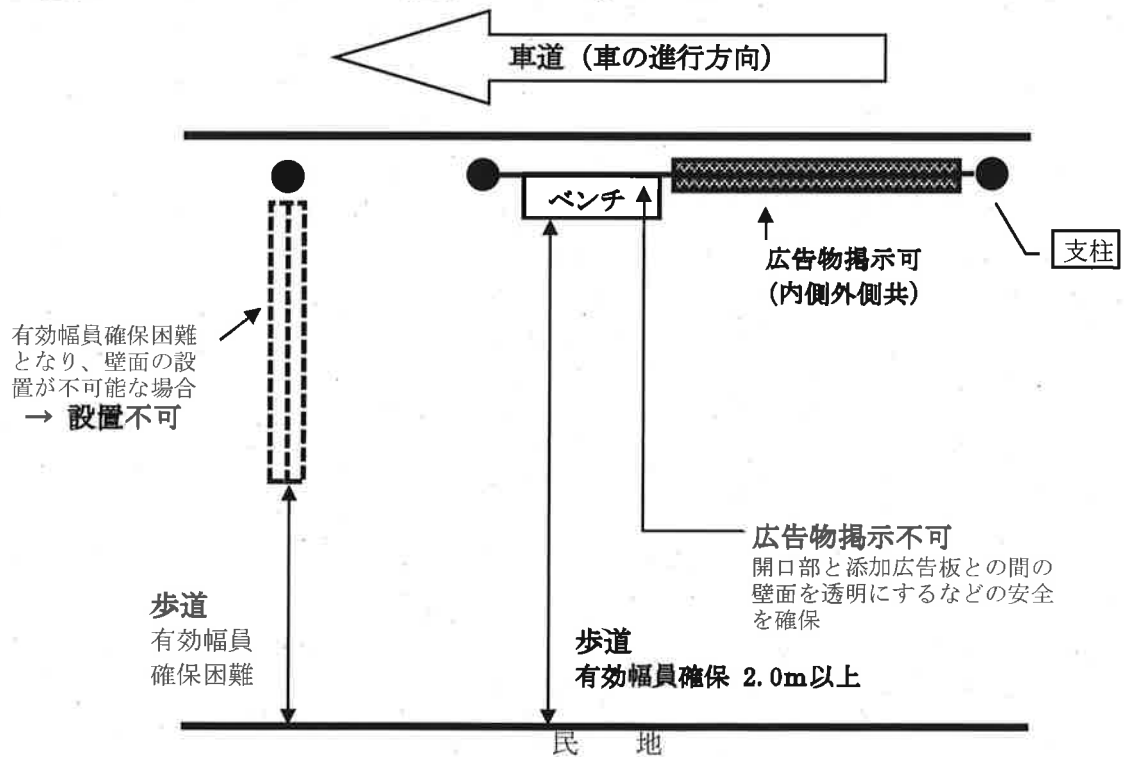 車道（車の進行方向）
ベンチ
広告物掲示可
（内側外側共）
支柱
有効幅員確保困難
となり、壁面の設
置が不可能な場合
→ 設置不可
広告物掲示不可
開口部と添加広告板との間の
壁面を透明にするなどの安全
を確保
歩道
有効幅員
確保困難
歩道
有効幅員確保 2.0m以上
民　地